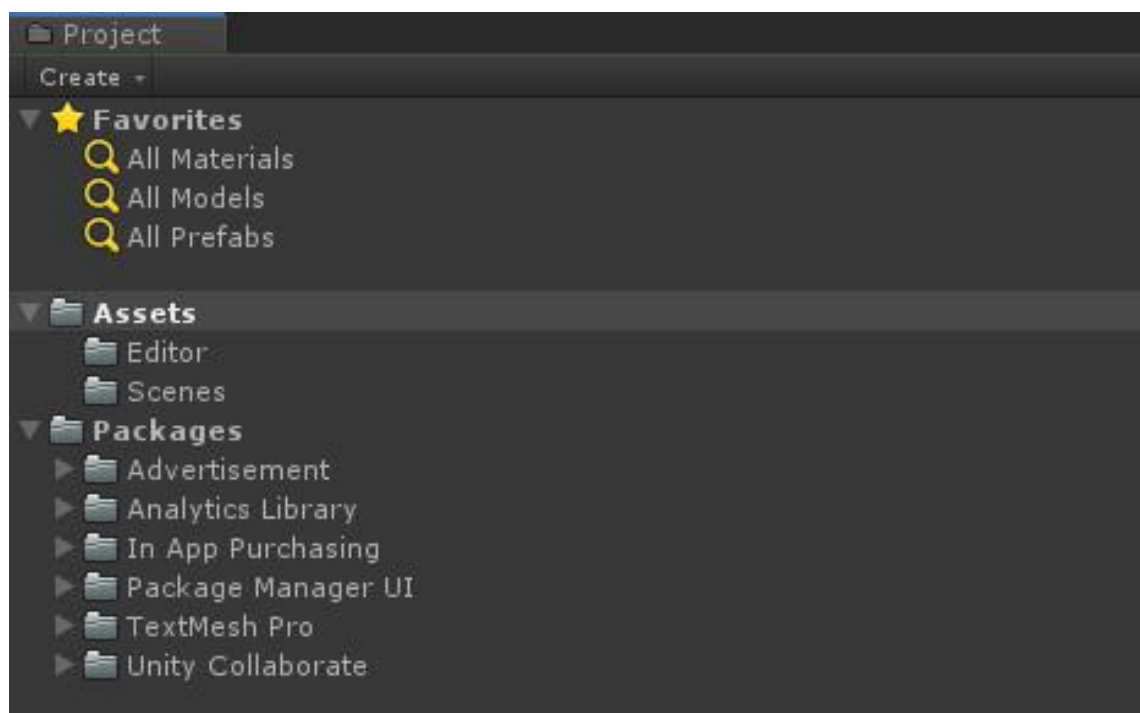 Project
Create
Favorites
All Materials
All Models
All Prefabs
Assets
Editor
Scenes
Packages
Advertisement
Analytics Library
In App Purchasing
Package Manager UI
TextMesh Pro
Unity Collaborate